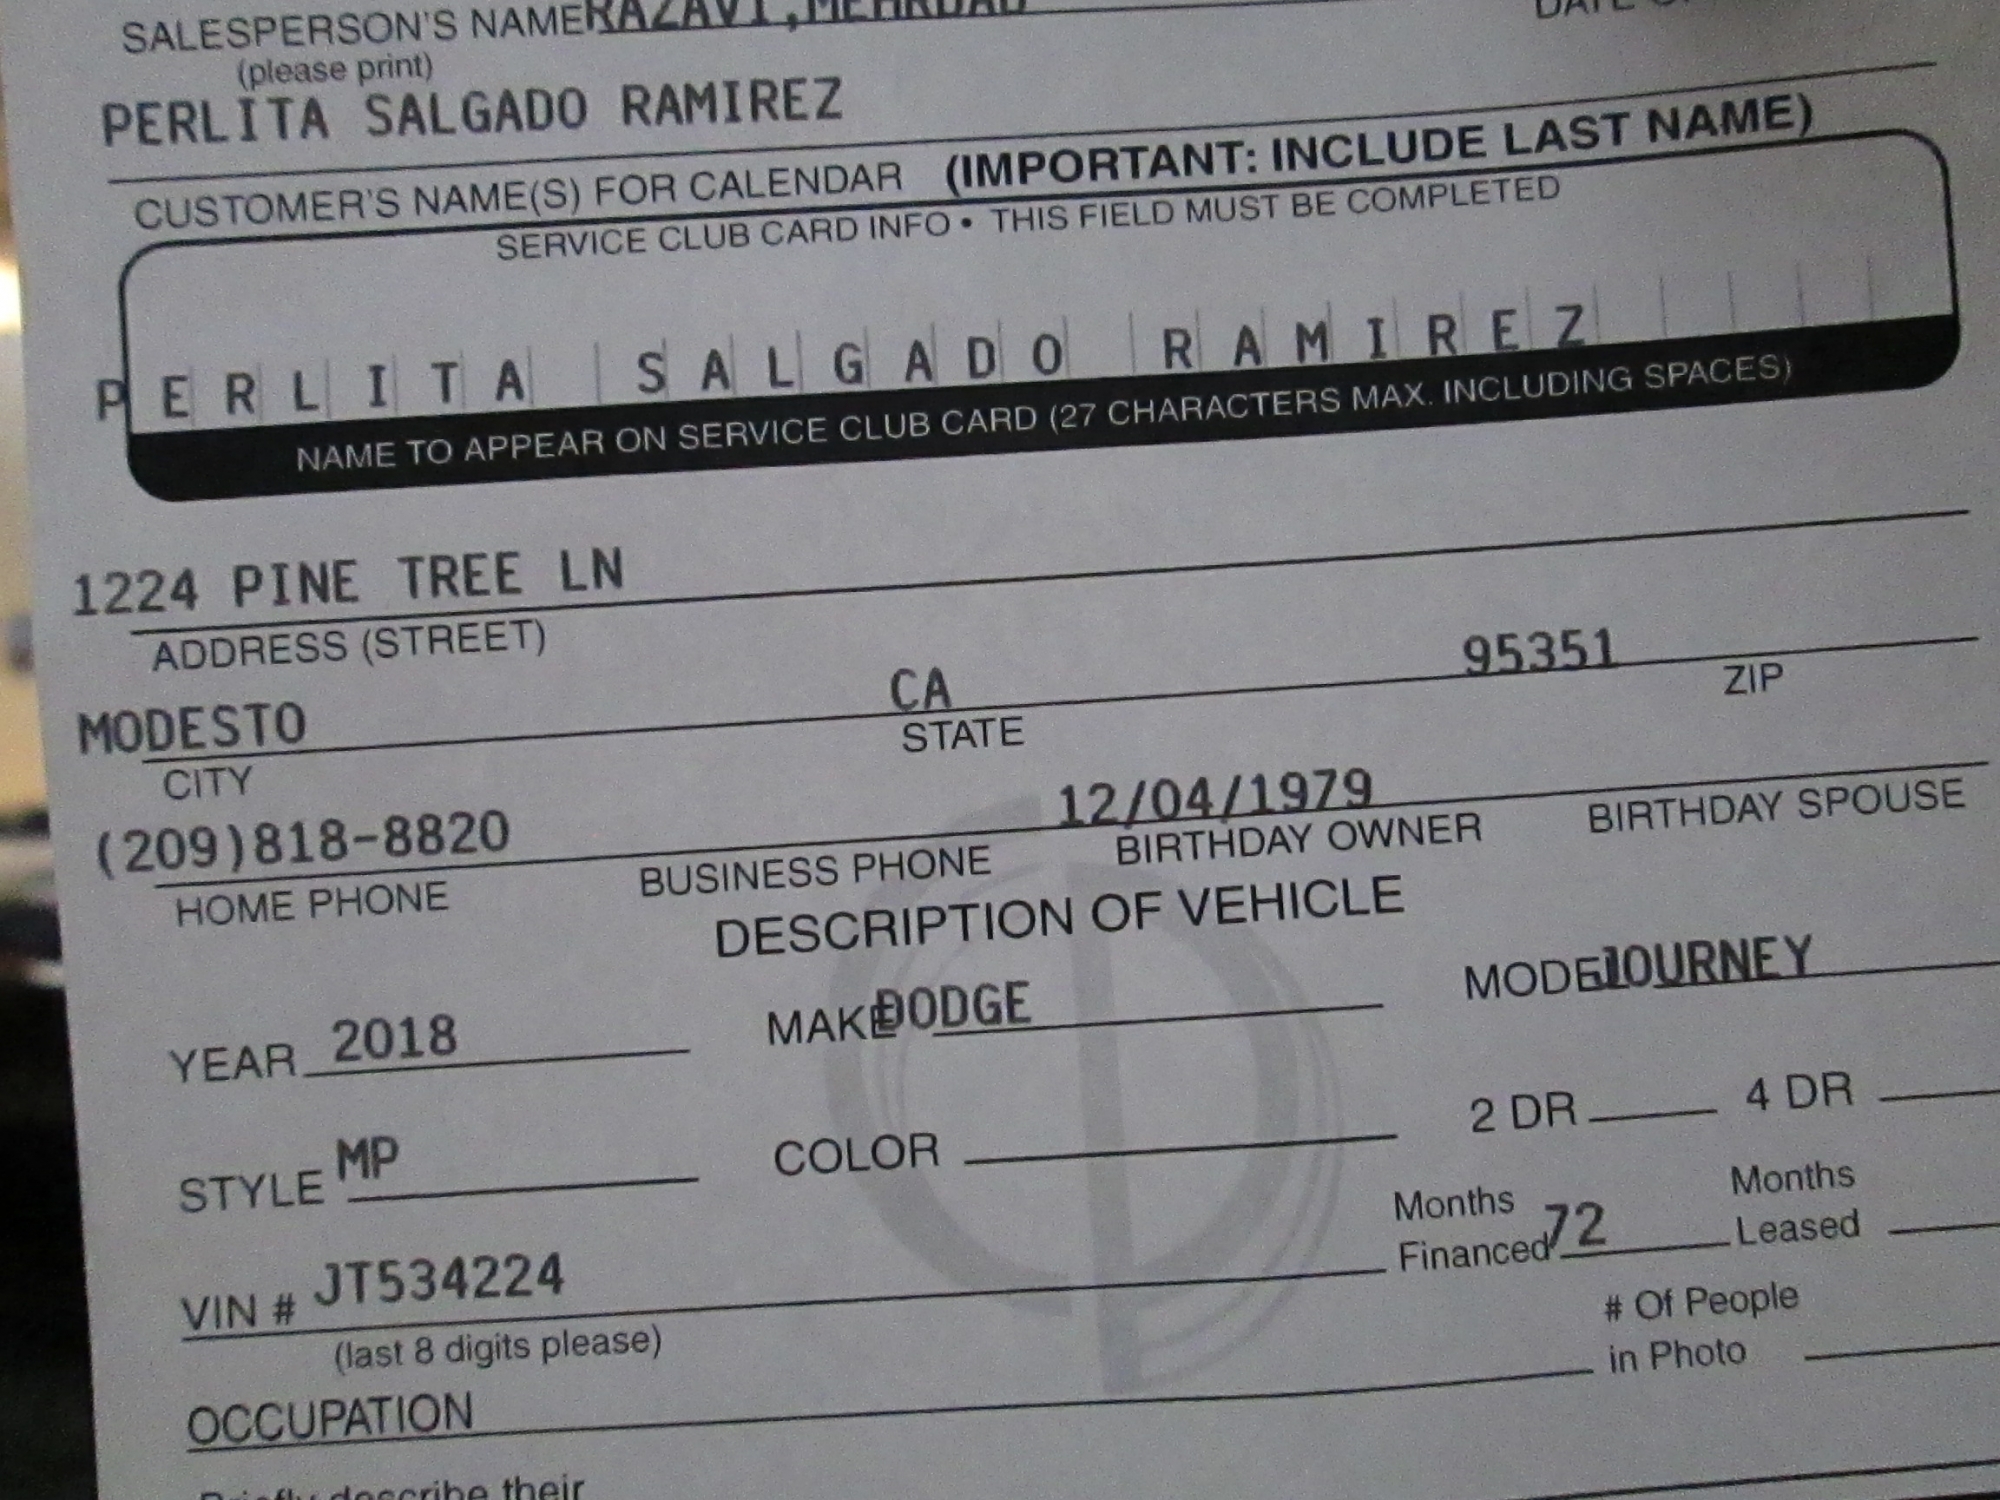 SALESPERSON'S NAME RAZAVI, MEHRDAD
(please print)
PERLITA SALGADO RAMIREZ
CUSTOMER'S NAME(S) FOR CALENDAR (IMPORTANT: INCLUDE LAST NAME)
SERVICE CLUB CARD INFO • THIS FIELD MUST BE COMPLETED
PERLITA SALGADO RAMIREZ
NAME TO APPEAR ON SERVICE CLUB CARD (27 CHARACTERS MAX. INCLUDING SPACES)
1224 PINE TREE LN
ADDRESS (STREET)
MODESTO CA 95351
CITY STATE ZIP
(209)818-8820 12/04/1979
HOME PHONE BUSINESS PHONE BIRTHDAY OWNER BIRTHDAY SPOUSE
DESCRIPTION OF VEHICLE
YEAR 2018 MAKE DODGE MODEL JOURNEY
STYLE MP COLOR 2 DR 4 DR
VIN # JT534224 Months Financed 72 Months Leased
(last 8 digits please) # Of People in Photo
OCCUPATION
Briefly describe their